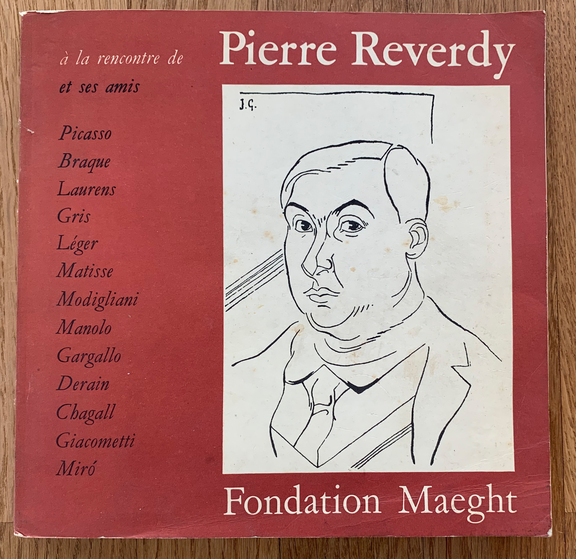 à la rencontre de
Pierre Reverdy
et ses amis
Picasso
Braque
Laurens
Gris
Léger
Matisse
Modigliani
Manolo
Gargallo
Derain
Chagall
Giacometti
Miró
J.G.
Fondation Maeght